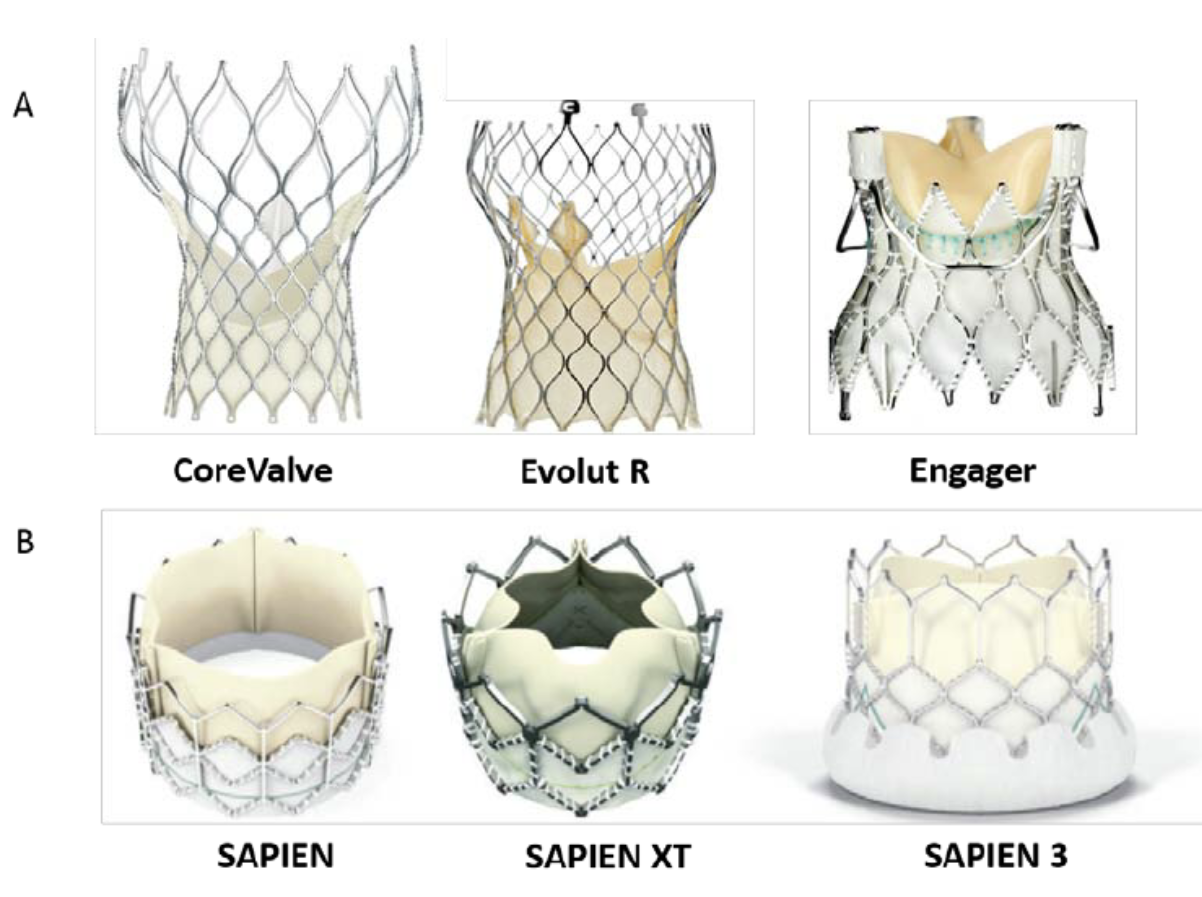 A
CoreValve
Evolut R
Engager
B
SAPIEN
SAPIEN XT
SAPIEN 3